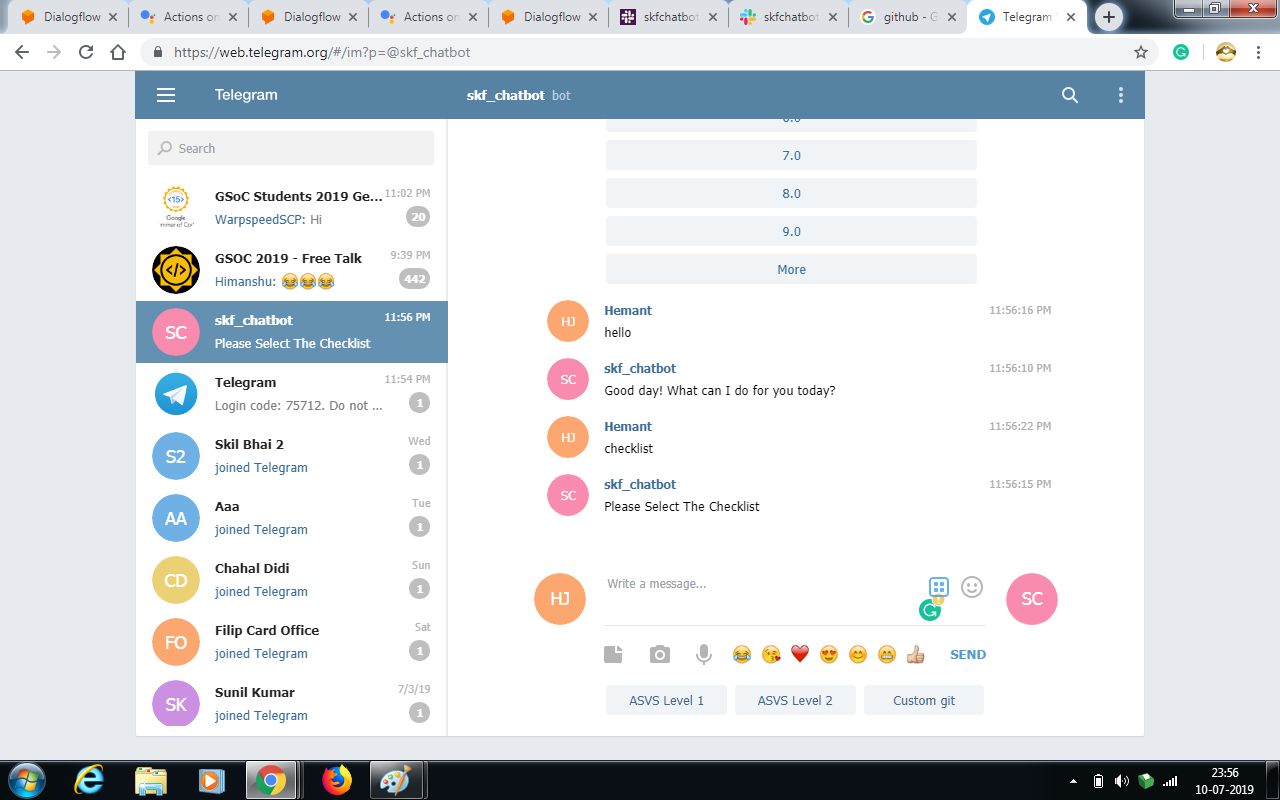 Dialogflow
Actions on
Dialogflow
Actions on
Dialogflow
skfchatbot
skfchatbot
github - G
Telegram
https://web.telegram.org/#/im?p=@skf_chatbot
Telegram
skf_chatbot bot
Search
GSoC Students 2019 Ge... 11:02 PM
WarpspeedSCP: Hi 20
GSOC 2019 - Free Talk 9:39 PM
Himanshu: 😂😂😂 442
SC
skf_chatbot 11:56 PM
Please Select The Checklist
Telegram 11:54 PM
Login code: 75712. Do not ... 1
S2
Skil Bhai 2 Wed
joined Telegram 1
AA
Aaa Tue
joined Telegram 1
CD
Chahal Didi Sun
joined Telegram 1
FO
Filip Card Office Sat
joined Telegram 1
SK
Sunil Kumar 7/3/19
joined Telegram 1
7.0
8.0
9.0
More
HJ
Hemant 11:56:16 PM
hello
SC
skf_chatbot 11:56:10 PM
Good day! What can I do for you today?
HJ
Hemant 11:56:22 PM
checklist
SC
skf_chatbot 11:56:15 PM
Please Select The Checklist
HJ
Write a message...
SC
SEND
ASVS Level 1 ASVS Level 2 Custom git
23:56
10-07-2019